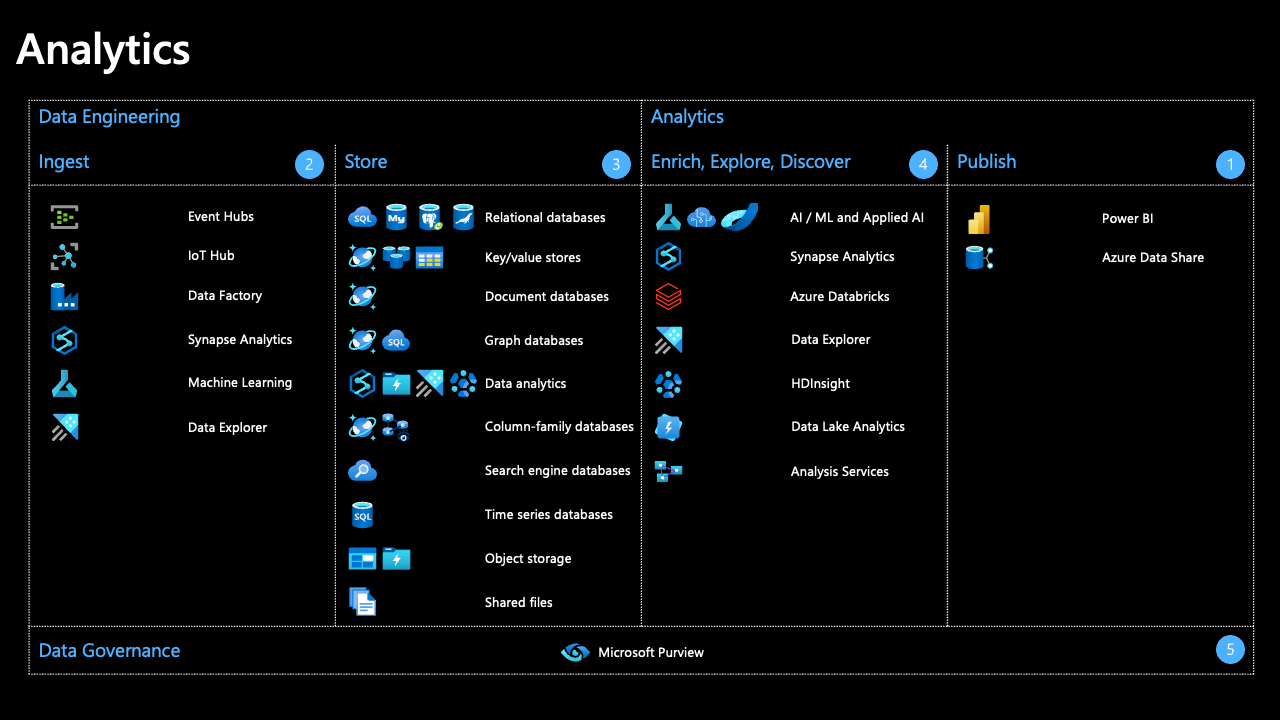 Analytics
Data Engineering
Analytics
Ingest
2
Store
3
Enrich, Explore, Discover
4
Publish
1
Event Hubs
IoT Hub
Data Factory
Synapse Analytics
Machine Learning
Data Explorer
SQL
My
Relational databases
Key/value stores
Document databases
SQL
Graph databases
Data analytics
Column-family databases
Search engine databases
SQL
Time series databases
Object storage
Shared files
AI / ML and Applied AI
Synapse Analytics
Azure Databricks
Data Explorer
HDInsight
Data Lake Analytics
Analysis Services
Power BI
Azure Data Share
Data Governance
Microsoft Purview
5